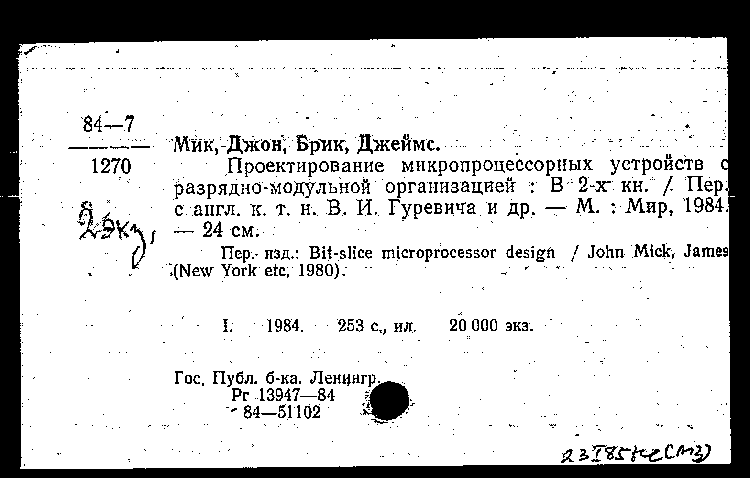 84—7
1270
2 экз.
Мик, Джон, Брик, Джеймс.
Проектирование микропроцессорных устройств с
разрядно-модульной организацией : В 2-х кн. / Пер.
с англ. к. т. н. В. И. Гуревича и др. — М. : Мир, 1984.
— 24 см.
Пер. изд.: Bit-slice microprocessor design / John Mick, James
(New York etc, 1980).
I. 1984. 253 с., ил. 20 000 экз.
Гос. Публ. б-ка. Ленингр.
Рг 13947—84
84—51102